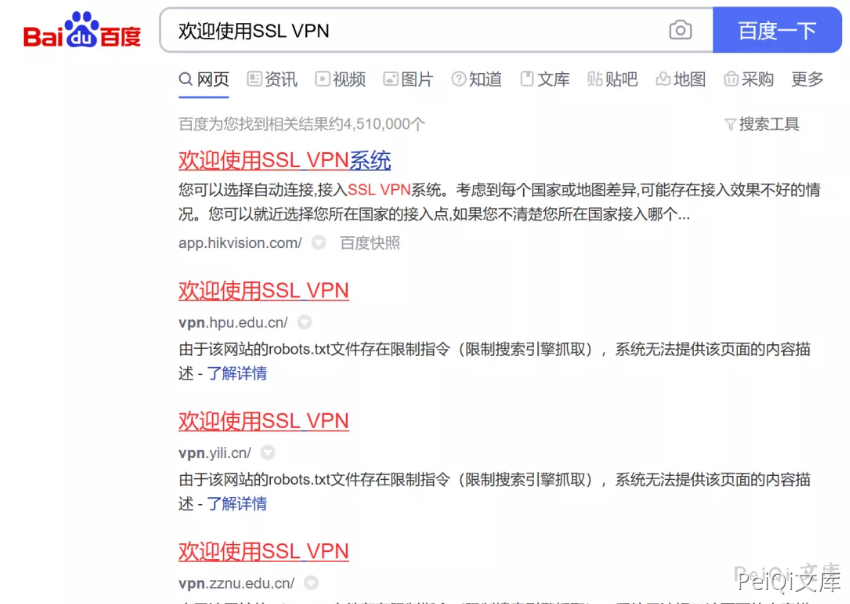 Bai du 百度
欢迎使用SSL VPN
百度一下
网页 资讯 视频 图片 知道 文库 贴贴吧 地图 采购 更多
百度为您找到相关结果约4,510,000个
搜索工具
欢迎使用SSL VPN系统
您可以选择自动连接,接入SSL VPN系统。考虑到每个国家或地图差异,可能存在接入效果不好的情
况。您可以就近选择您所在国家的接入点,如果您不清楚您所在国家接入哪个...
app.hikvision.com/ 百度快照
欢迎使用SSL VPN
vpn.hpu.edu.cn/
由于该网站的robots.txt文件存在限制指令（限制搜索引擎抓取），系统无法提供该页面的内容描
述 - 了解详情
欢迎使用SSL VPN
vpn.yili.cn/
由于该网站的robots.txt文件存在限制指令（限制搜索引擎抓取），系统无法提供该页面的内容描
述 - 了解详情
欢迎使用SSL VPN
vpn.zznu.edu.cn/
PeiQi 文库
PeiQi文库